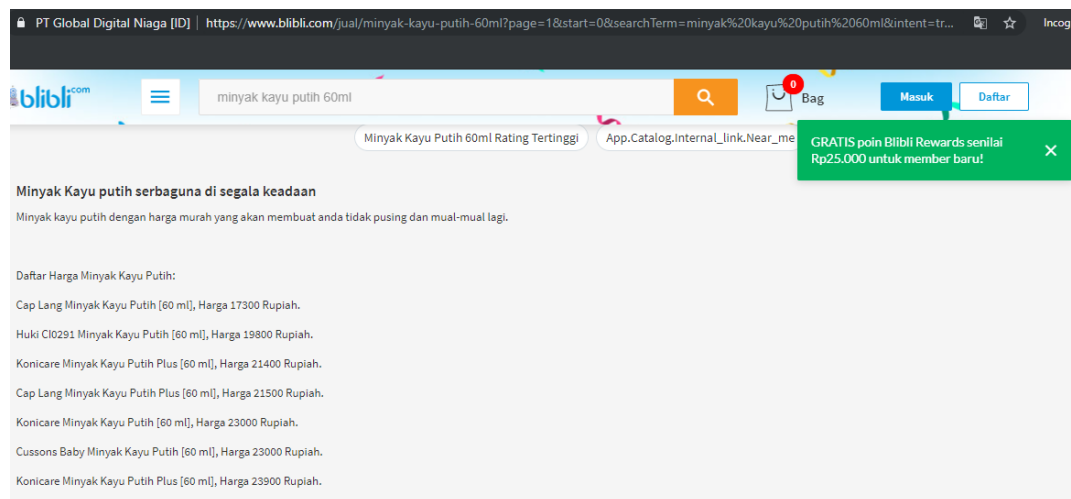 PT Global Digital Niaga [ID] | https://www.blibli.com/jual/minyak-kayu-putih-60ml?page=1&start=0&searchTerm=minyak%20kayu%20putih%2060ml&intent=tr... Incog
blibli.com minyak kayu putih 60ml 0 Bag Masuk Daftar
Minyak Kayu Putih 60ml Rating Tertinggi App.Catalog.Internal_link.Near_me
GRATIS poin Blibli Rewards senilai
Rp25.000 untuk member baru!
Minyak Kayu putih serbaguna di segala keadaan
Minyak kayu putih dengan harga murah yang akan membuat anda tidak pusing dan mual-mual lagi.
Daftar Harga Minyak Kayu Putih:
Cap Lang Minyak Kayu Putih [60 ml], Harga 17300 Rupiah.
Huki Cl0291 Minyak Kayu Putih [60 ml], Harga 19800 Rupiah.
Konicare Minyak Kayu Putih Plus [60 ml], Harga 21400 Rupiah.
Cap Lang Minyak Kayu Putih Plus [60 ml], Harga 21500 Rupiah.
Konicare Minyak Kayu Putih [60 ml], Harga 23000 Rupiah.
Cussons Baby Minyak Kayu Putih [60 ml], Harga 23000 Rupiah.
Konicare Minyak Kayu Putih Plus [60 ml], Harga 23900 Rupiah.